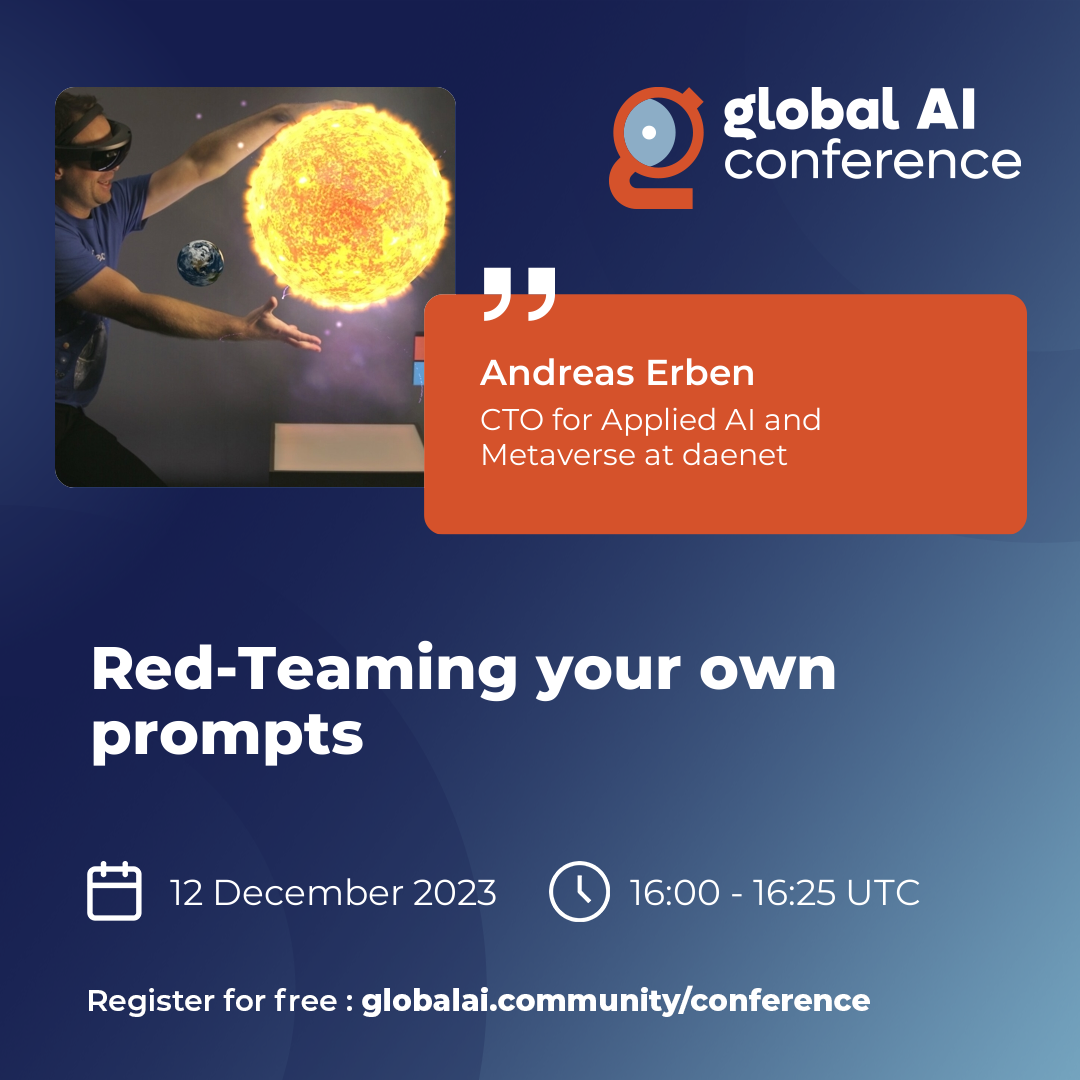 global AI
conference
Andreas Erben
CTO for Applied AI and
Metaverse at daenet
Red-Teaming your own
prompts
12 December 2023
16:00 - 16:25 UTC
Register for free : globalai.community/conference